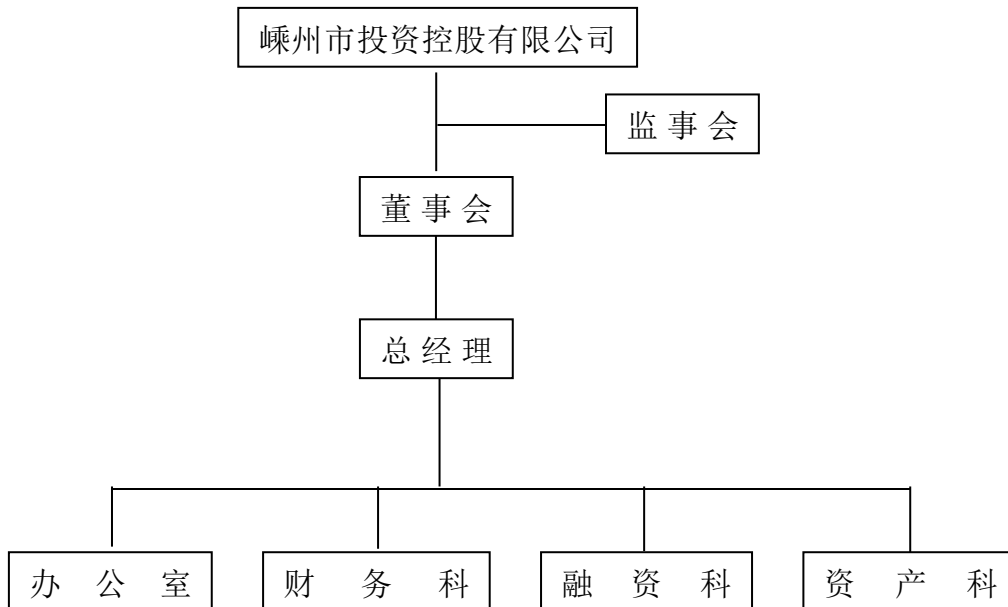 嵊州市投资控股有限公司
监事会
董事会
总经理
办公室
财务科
融资科
资产科